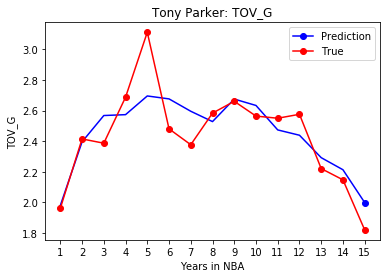 Tony Parker: TOV_G
Prediction
True
3.0
2.8
2.6
2.4
2.2
2.0
1.8
TOV_G
1 2 3 4 5 6 7 8 9 10 11 12 13 14 15
Years in NBA